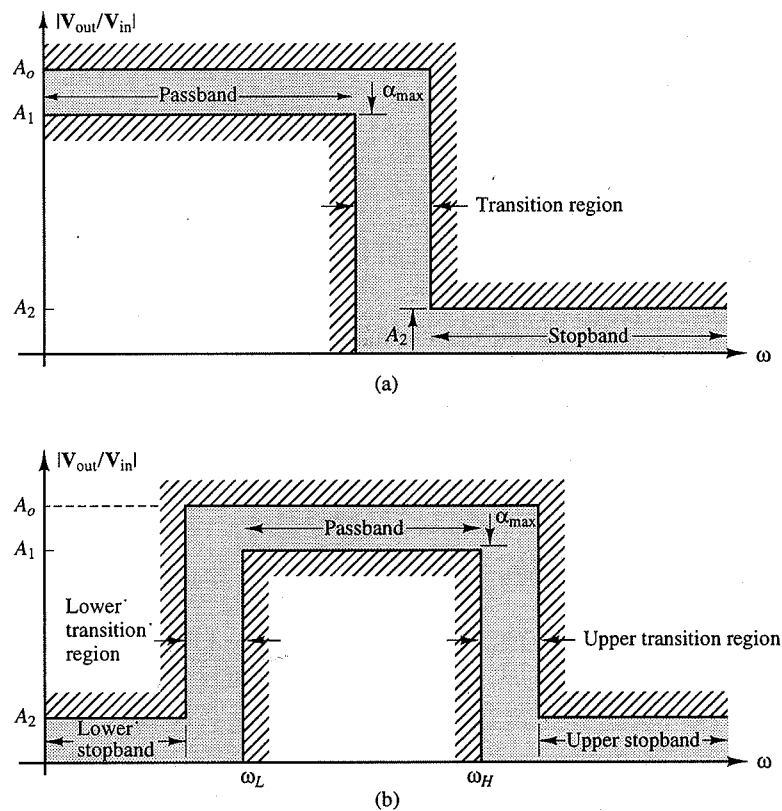 |Vout/Vin|
Ao
Passband
αmax
A1
Transition region
A2
A2
Stopband
ω
(a)
|Vout/Vin|
Ao
Passband
αmax
A1
Lower
transition
region
Upper transition region
A2
Lower
stopband
Upper stopband
ω
ωL
ωH
(b)